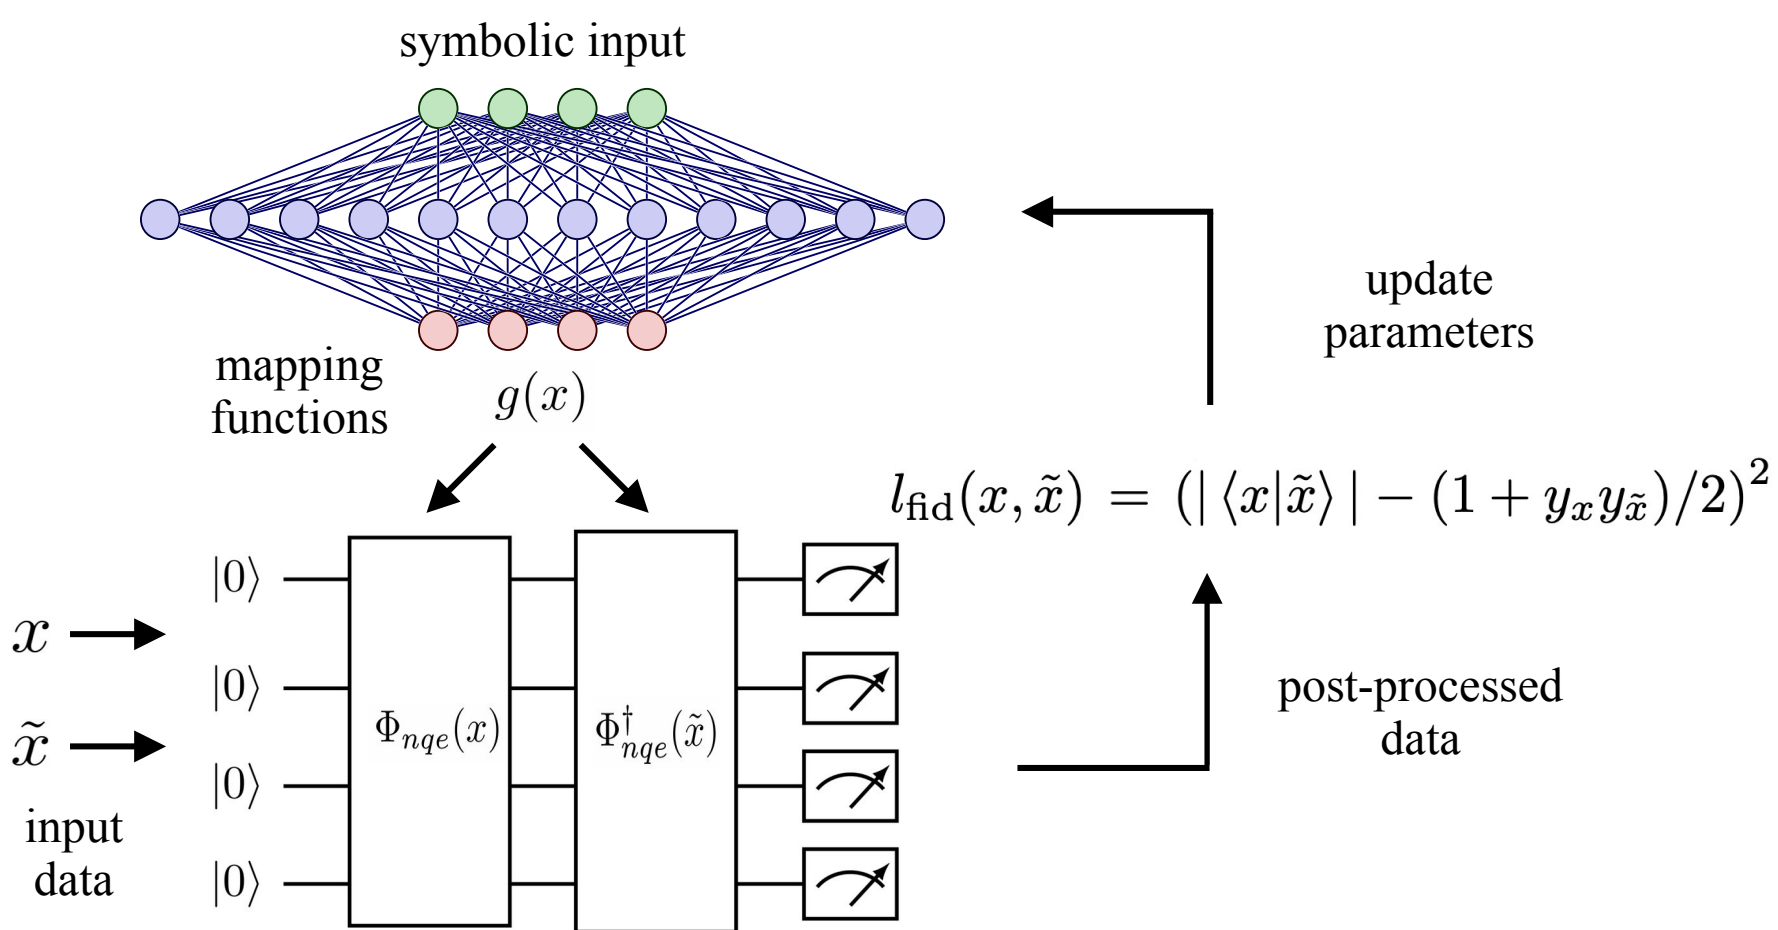 symbolic input
mapping
functions
g(x)
update
parameters
l_fid(x, x̃) = (| ⟨x|x̃⟩ | − (1 + y_x y_x̃)/2)²
|0⟩
x
|0⟩
Φ_nqe(x)
Φ†_nqe(x̃)
x̃
|0⟩
input
data
|0⟩
post-processed
data